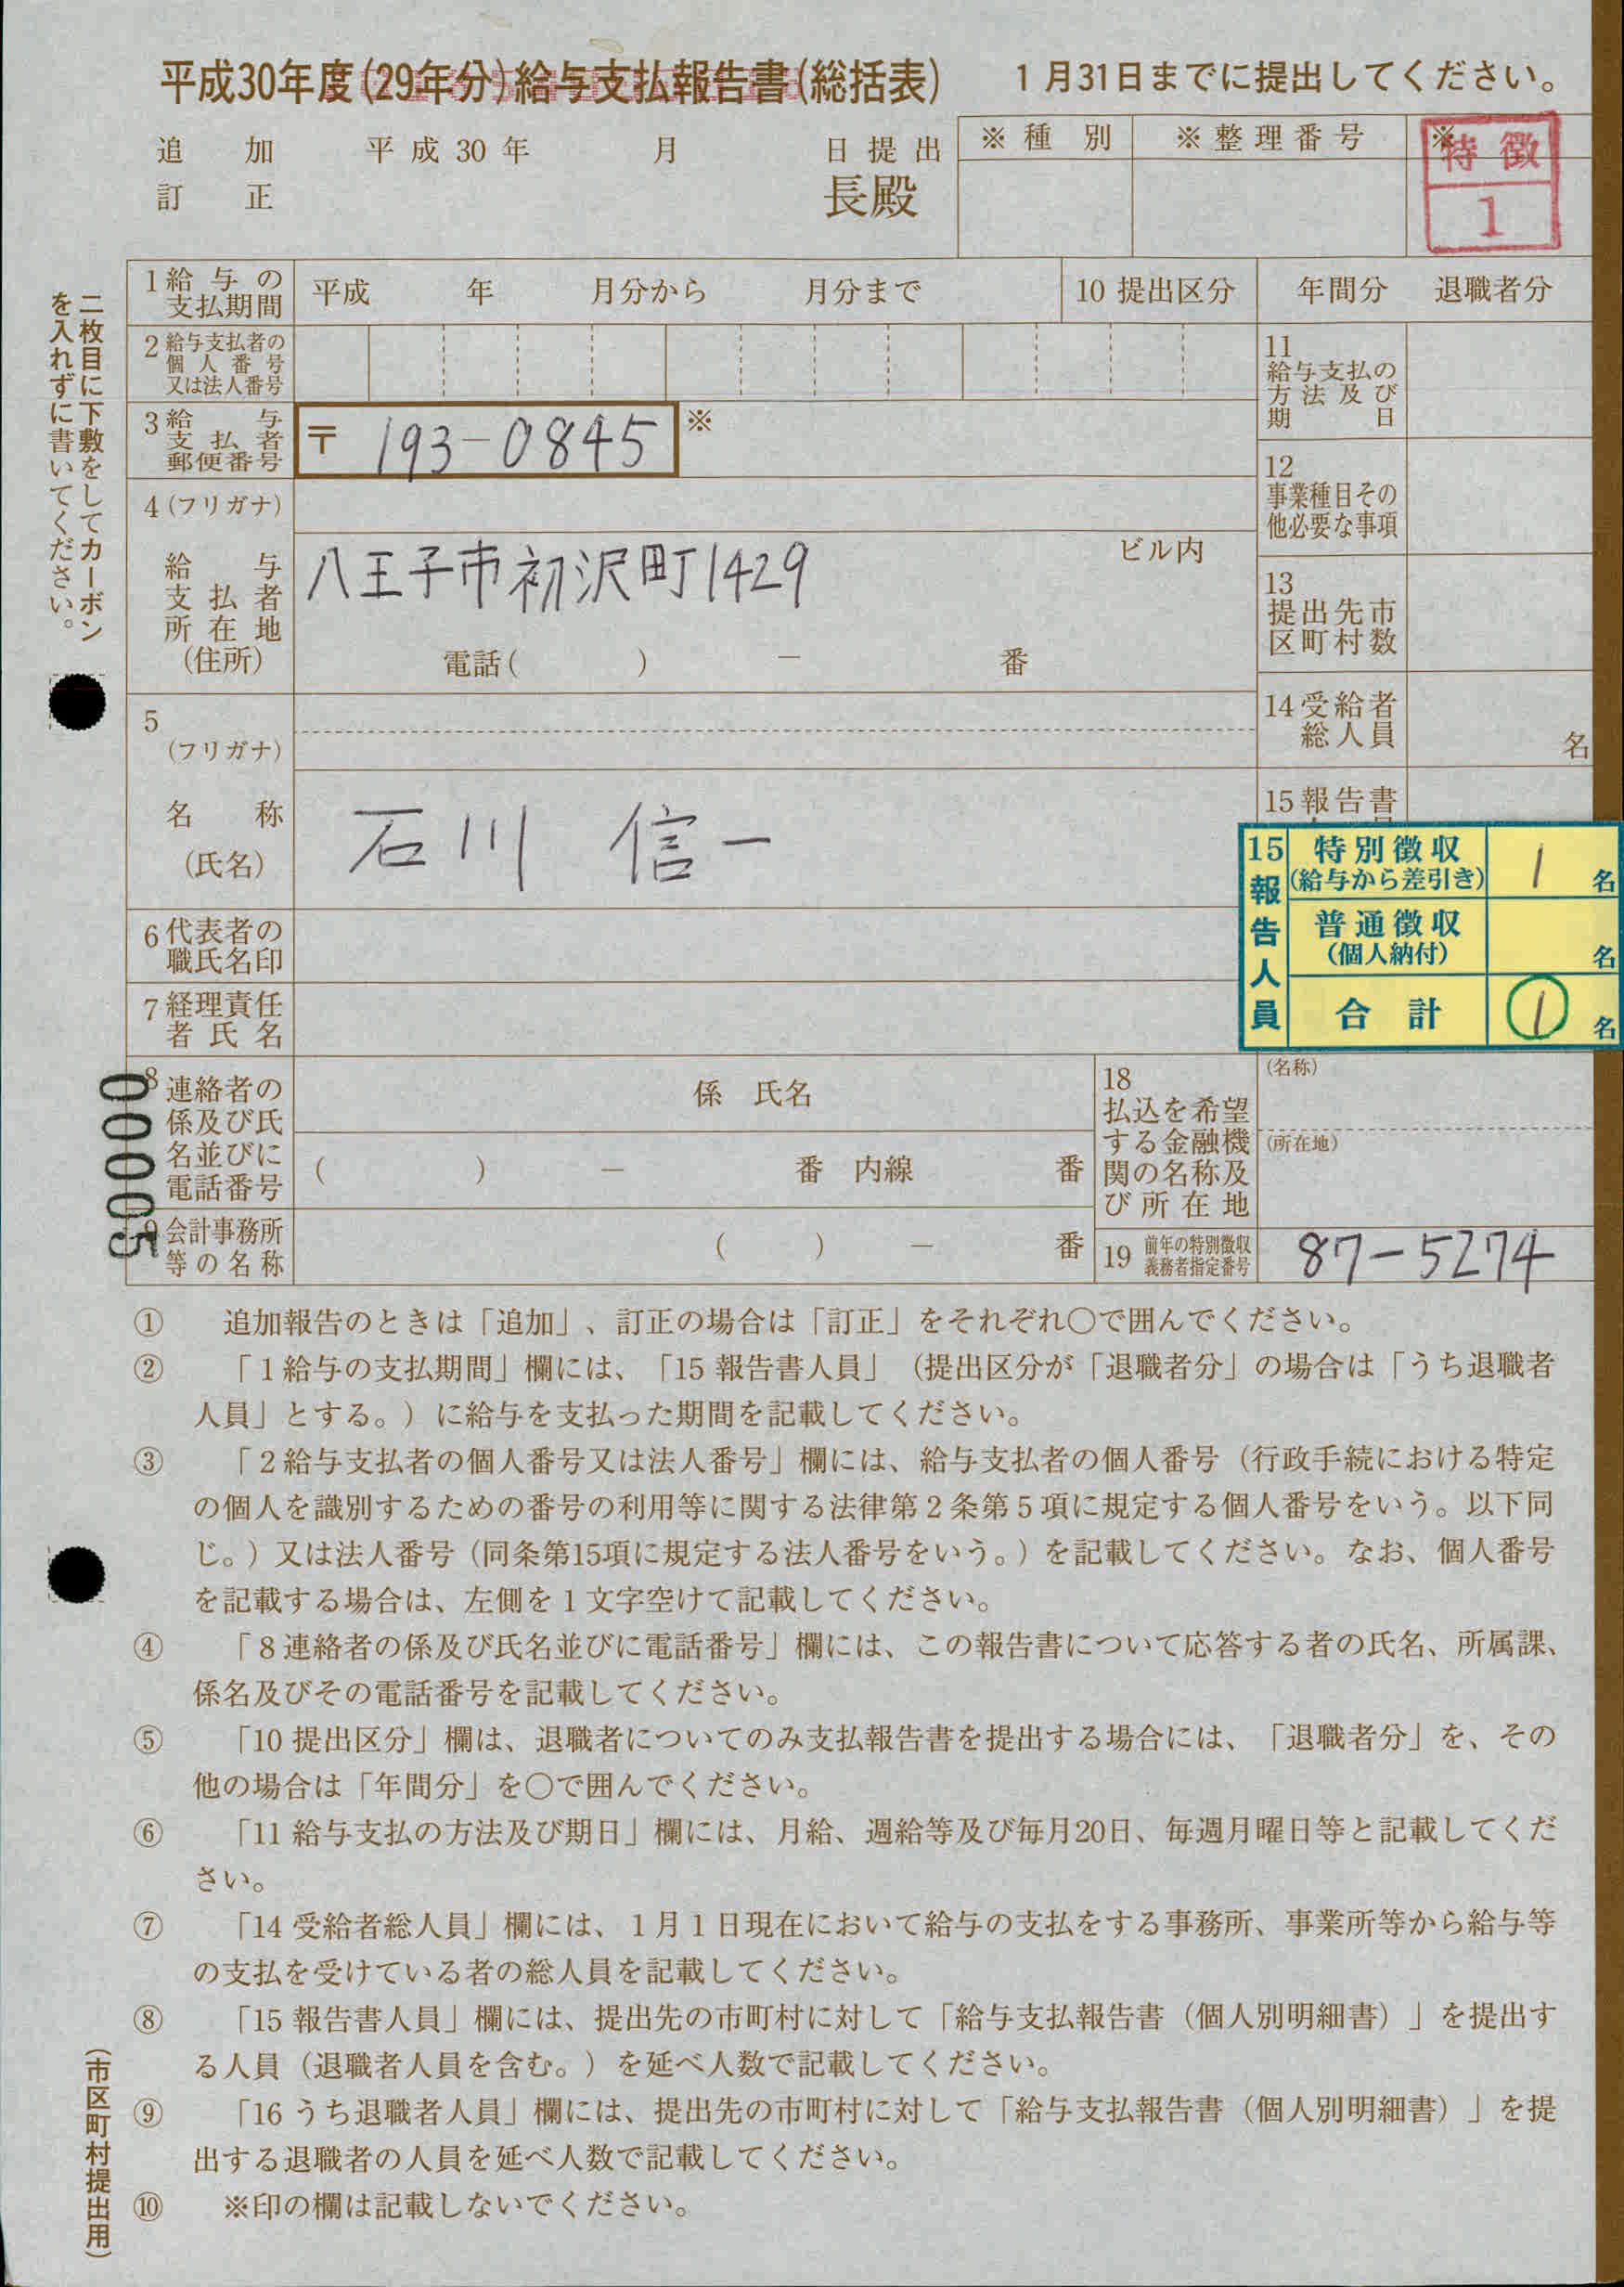 平成30年度(29年分)給与支払報告書(総括表)　1月31日までに提出してください。
追　加　平成30年　月　日提出
訂　正　長殿
※種別　※整理番号　※
特徴
1
1 給与の支払期間　平成　年　月分から　月分まで　10 提出区分　年間分　退職者分
2 給与支払者の個人番号又は法人番号
11 給与支払の方法及び期日
3 給与支払者郵便番号　〒 193-0845　※
12 事業種目その他必要な事項
4 (フリガナ)
給与支払者所在地(住所)　八王子市初沢町1429　ビル内
電話(　)　－　番
13 提出先市区町村数
14 受給者総人員　名
5 (フリガナ)
名称(氏名)　石川　信一
15 報告書
15 報告人員
特別徴収(給与から差引き)　1 名
普通徴収(個人納付)　名
合計　1 名
6 代表者の職氏名印
7 経理責任者氏名
8 連絡者の係及び氏名並びに電話番号　係　氏名
(　)　－　番　内線　番
18 払込を希望する金融機関の名称及び所在地　(名称)
(所在地)
9 会計事務所等の名称　(　)　－　番
19 前年の特別徴収義務者指定番号　87-5274
00005
① 追加報告のときは「追加」、訂正の場合は「訂正」をそれぞれ○で囲んでください。
② 「1給与の支払期間」欄には、「15 報告書人員」(提出区分が「退職者分」の場合は「うち退職者
人員」とする。)に給与を支払った期間を記載してください。
③ 「2給与支払者の個人番号又は法人番号」欄には、給与支払者の個人番号(行政手続における特定
の個人を識別するための番号の利用等に関する法律第2条第5項に規定する個人番号をいう。以下同
じ。)又は法人番号(同条第15項に規定する法人番号をいう。)を記載してください。なお、個人番号
を記載する場合は、左側を1文字空けて記載してください。
④ 「8連絡者の係及び氏名並びに電話番号」欄には、この報告書について応答する者の氏名、所属課、
係名及びその電話番号を記載してください。
⑤ 「10 提出区分」欄は、退職者についてのみ支払報告書を提出する場合には、「退職者分」を、その
他の場合は「年間分」を○で囲んでください。
⑥ 「11 給与支払の方法及び期日」欄には、月給、週給等及び毎月20日、毎週月曜日等と記載してくだ
さい。
⑦ 「14 受給者総人員」欄には、1月1日現在において給与の支払をする事務所、事業所等から給与等
の支払を受けている者の総人員を記載してください。
⑧ 「15 報告書人員」欄には、提出先の市町村に対して「給与支払報告書(個人別明細書)」を提出す
る人員(退職者人員を含む。)を延べ人数で記載してください。
⑨ 「16 うち退職者人員」欄には、提出先の市町村に対して「給与支払報告書(個人別明細書)」を提
出する退職者の人員を延べ人数で記載してください。
⑩ ※印の欄は記載しないでください。
二枚目に下敷をしてカーボン
を入れずに書いてください。
(市区町村提出用)